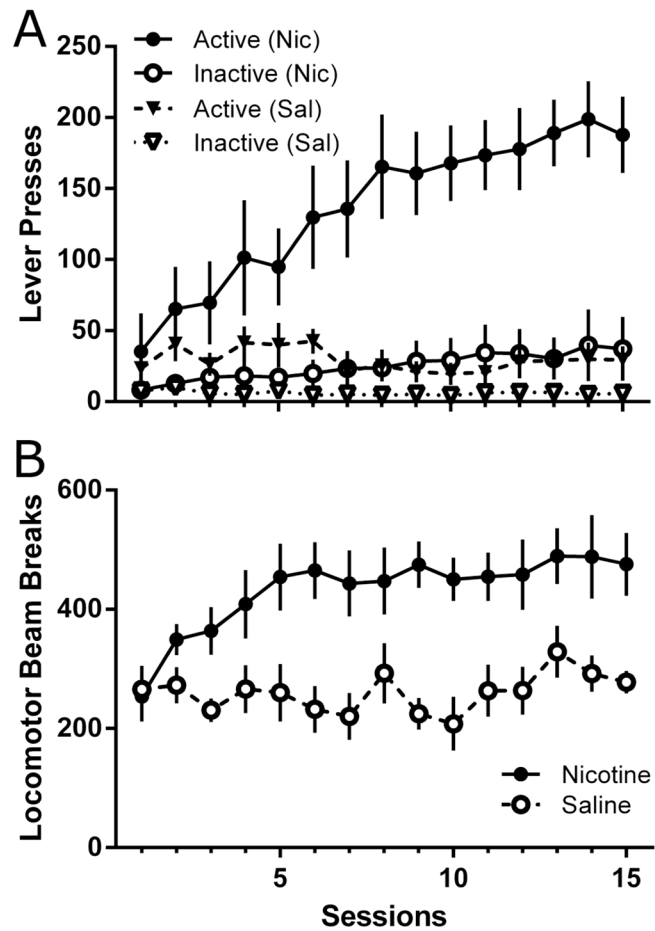 A
Active (Nic)
Inactive (Nic)
Active (Sal)
Inactive (Sal)
Lever Presses
250
200
150
100
50
0
B
Locomotor Beam Breaks
600
400
200
0
Nicotine
Saline
5 10 15
Sessions